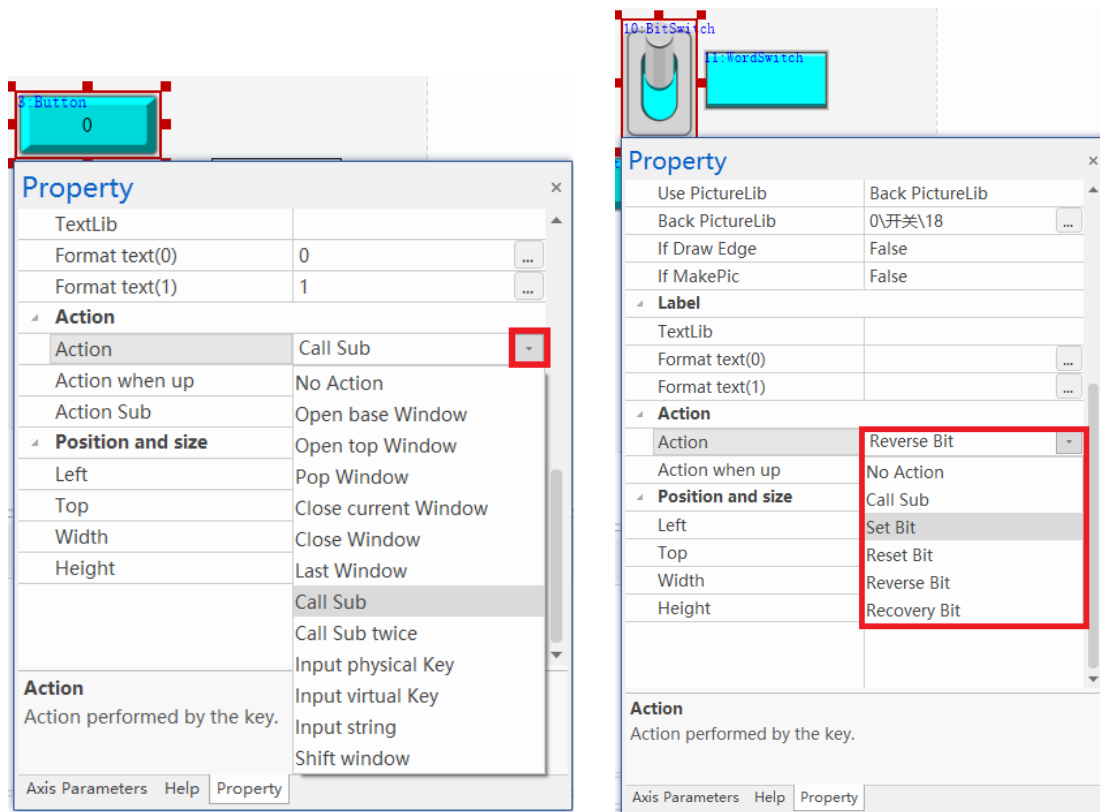 3:Button
0
Property
TextLib
Format text(0) 0 ...
Format text(1) 1 ...
Action
Action Call Sub
Action when up No Action
Action Sub Open base Window
Position and size Open top Window
Left Pop Window
Top Close current Window
Width Close Window
Height Last Window
Call Sub
Call Sub twice
Input physical Key
Input virtual Key
Input string
Shift window
Action
Action performed by the key.
Axis Parameters Help Property
10:BitSwitch
11:WordSwitch
Property
Use PictureLib Back PictureLib
Back PictureLib 0\开关\18 ...
If Draw Edge False
If MakePic False
Label
TextLib
Format text(0) ...
Format text(1) ...
Action
Action Reverse Bit
Action when up No Action
Position and size Call Sub
Left Set Bit
Top Reset Bit
Width Reverse Bit
Height Recovery Bit
Action
Action performed by the key.
Axis Parameters Help Property